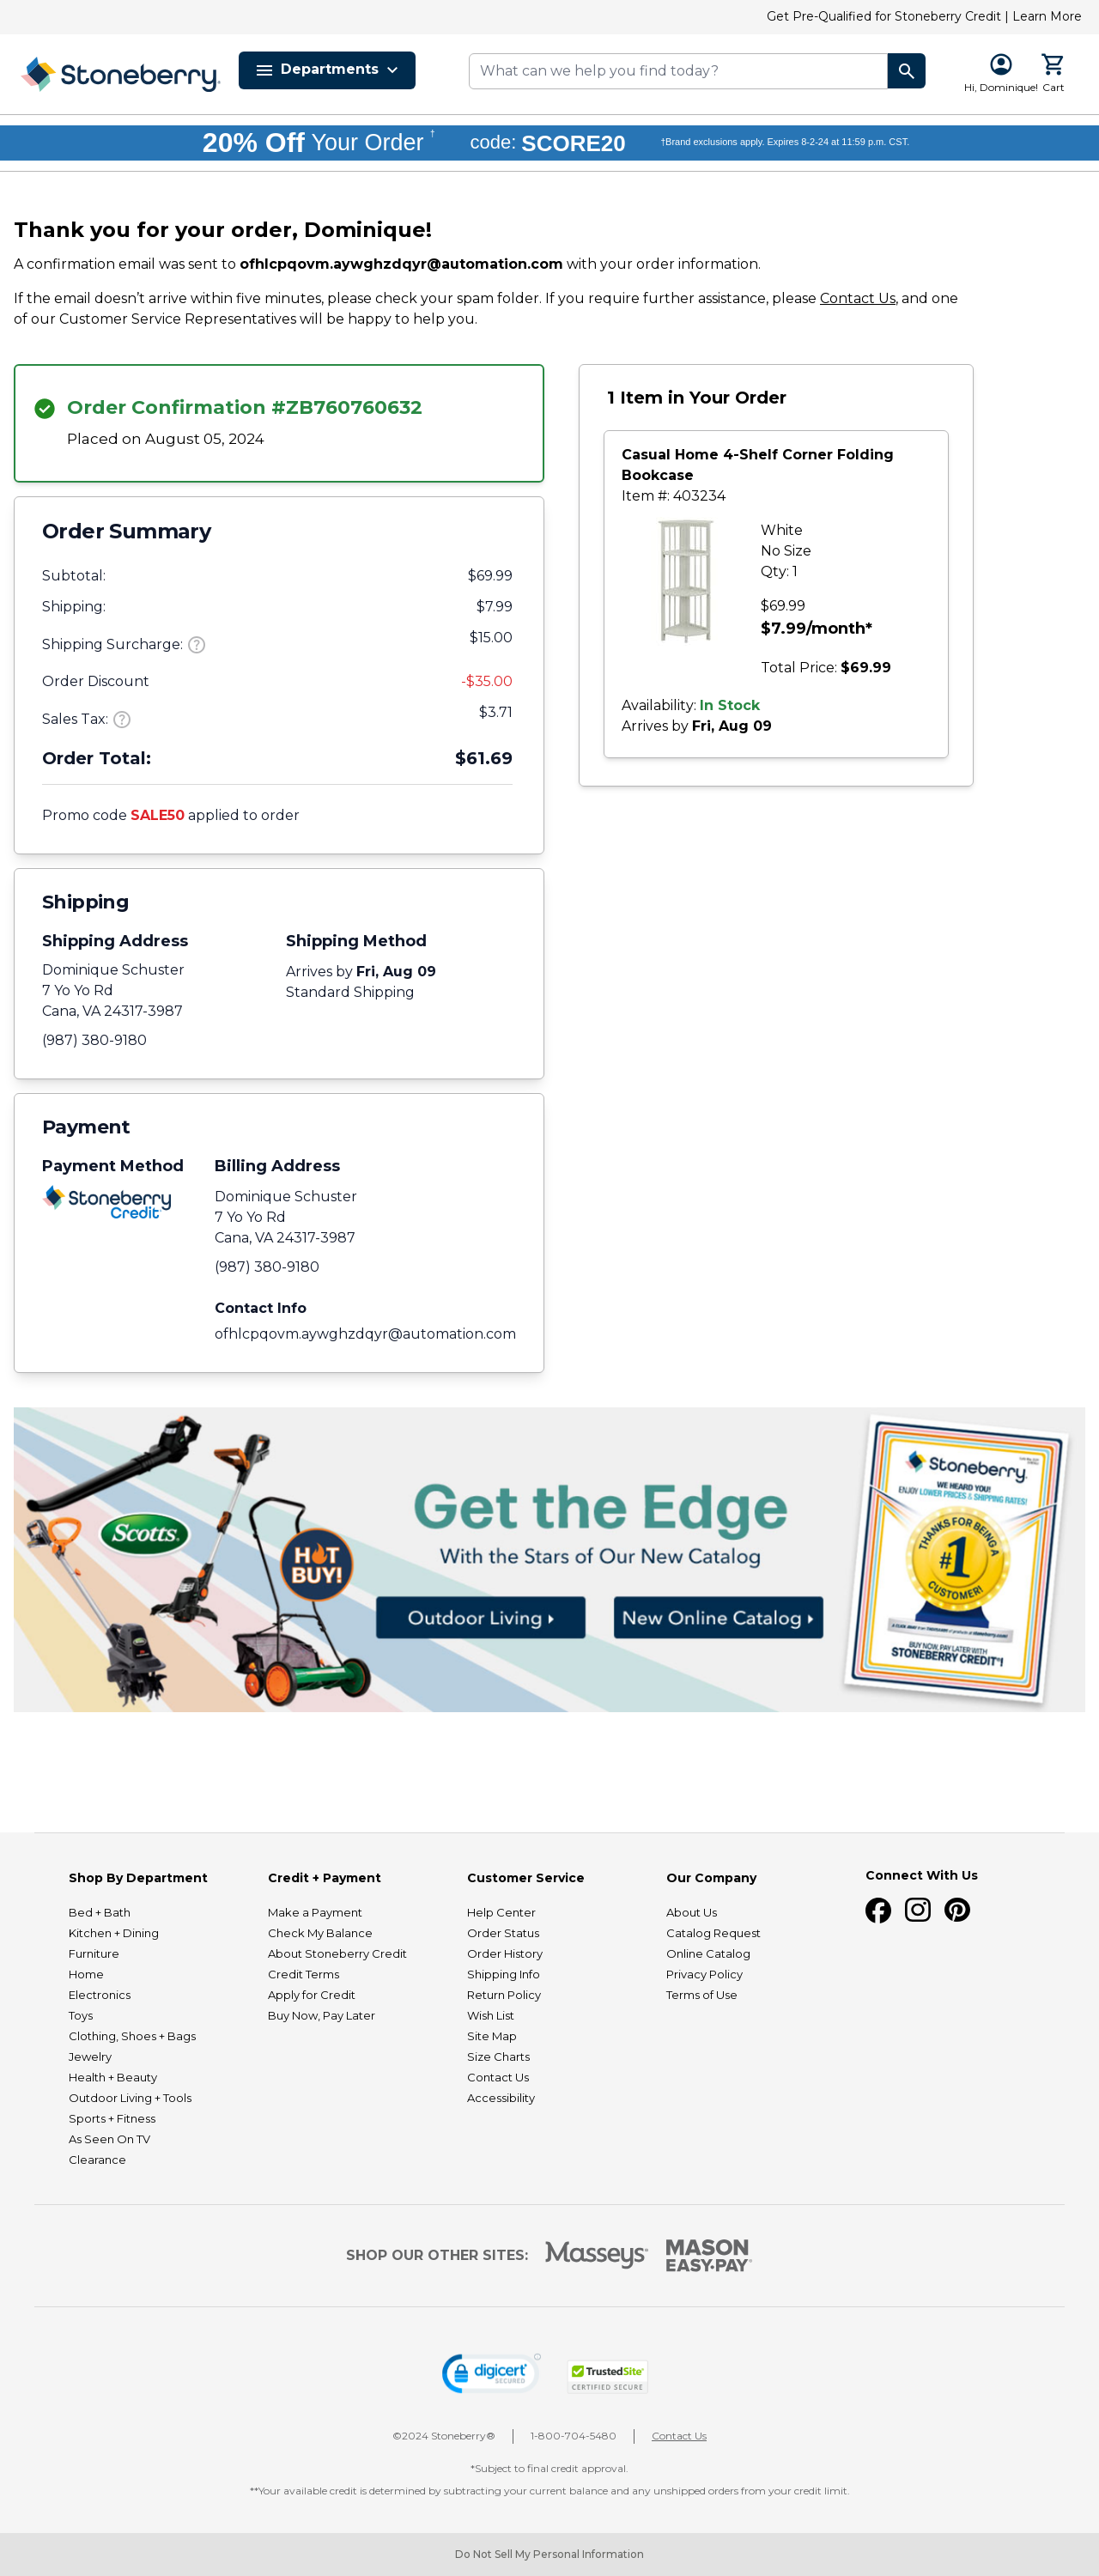 Get Pre-Qualified for Stoneberry Credit | Learn More
Stoneberry
Departments
What can we help you find today?
Hi, Dominique! Cart
20% Off Your Order † code: SCORE20 †Brand exclusions apply. Expires 8-2-24 at 11:59 p.m. CST.
Thank you for your order, Dominique!
A confirmation email was sent to ofhlcpqovm.aywghzdqyr@automation.com with your order information.
If the email doesn’t arrive within five minutes, please check your spam folder. If you require further assistance, please Contact Us, and one
of our Customer Service Representatives will be happy to help you.
Order Confirmation #ZB760760632
Placed on August 05, 2024
Order Summary
Subtotal: $69.99
Shipping: $7.99
Shipping Surcharge: ? $15.00
Order Discount -$35.00
Sales Tax: ? $3.71
Order Total: $61.69
Promo code SALE50 applied to order
Shipping
Shipping Address
Dominique Schuster
7 Yo Yo Rd
Cana, VA 24317-3987
(987) 380-9180
Shipping Method
Arrives by Fri, Aug 09
Standard Shipping
Payment
Payment Method
Stoneberry
Credit
Billing Address
Dominique Schuster
7 Yo Yo Rd
Cana, VA 24317-3987
(987) 380-9180
Contact Info
ofhlcpqovm.aywghzdqyr@automation.com
1 Item in Your Order
Casual Home 4-Shelf Corner Folding
Bookcase
Item #: 403234
White
No Size
Qty: 1
$69.99
$7.99/month*
Total Price: $69.99
Availability: In Stock
Arrives by Fri, Aug 09
Scotts
HOT
BUY!
Get the Edge
With the Stars of Our New Catalog
Outdoor Living
New Online Catalog
Stoneberry
WE HEARD YOU!
ENJOY LOWER PRICES & SHIPPING RATES!
THANKS FOR BEING A
#1
CUSTOMER!
BUY NOW, PAY LATER WITH
STONEBERRY CREDIT®!
Shop By Department
Bed + Bath
Kitchen + Dining
Furniture
Home
Electronics
Toys
Clothing, Shoes + Bags
Jewelry
Health + Beauty
Outdoor Living + Tools
Sports + Fitness
As Seen On TV
Clearance
Credit + Payment
Make a Payment
Check My Balance
About Stoneberry Credit
Credit Terms
Apply for Credit
Buy Now, Pay Later
Customer Service
Help Center
Order Status
Order History
Shipping Info
Return Policy
Wish List
Site Map
Size Charts
Contact Us
Accessibility
Our Company
About Us
Catalog Request
Online Catalog
Privacy Policy
Terms of Use
Connect With Us
SHOP OUR OTHER SITES: Masseys® MASON
EASY•PAY®
digicert
SECURED
TrustedSite®
CERTIFIED SECURE
©2024 Stoneberry® 1-800-704-5480 Contact Us
*Subject to final credit approval.
**Your available credit is determined by subtracting your current balance and any unshipped orders from your credit limit.
Do Not Sell My Personal Information